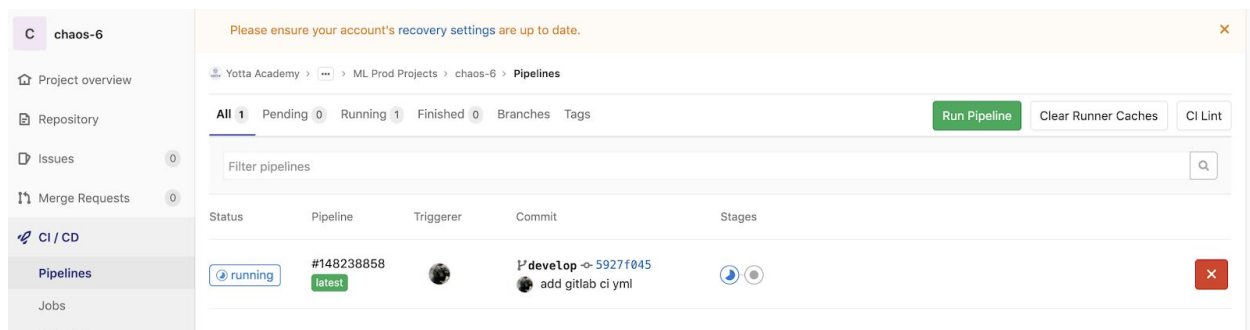 C chaos-6
Please ensure your account's recovery settings are up to date.
Project overview
Repository
Issues 0
Merge Requests 0
CI / CD
Pipelines
Jobs
Yotta Academy > ... > ML Prod Projects > chaos-6 > Pipelines
All 1 Pending 0 Running 1 Finished 0 Branches Tags
Run Pipeline Clear Runner Caches CI Lint
Filter pipelines
Status Pipeline Triggerer Commit Stages
running
#148238858
latest
develop 5927f045
add gitlab ci yml